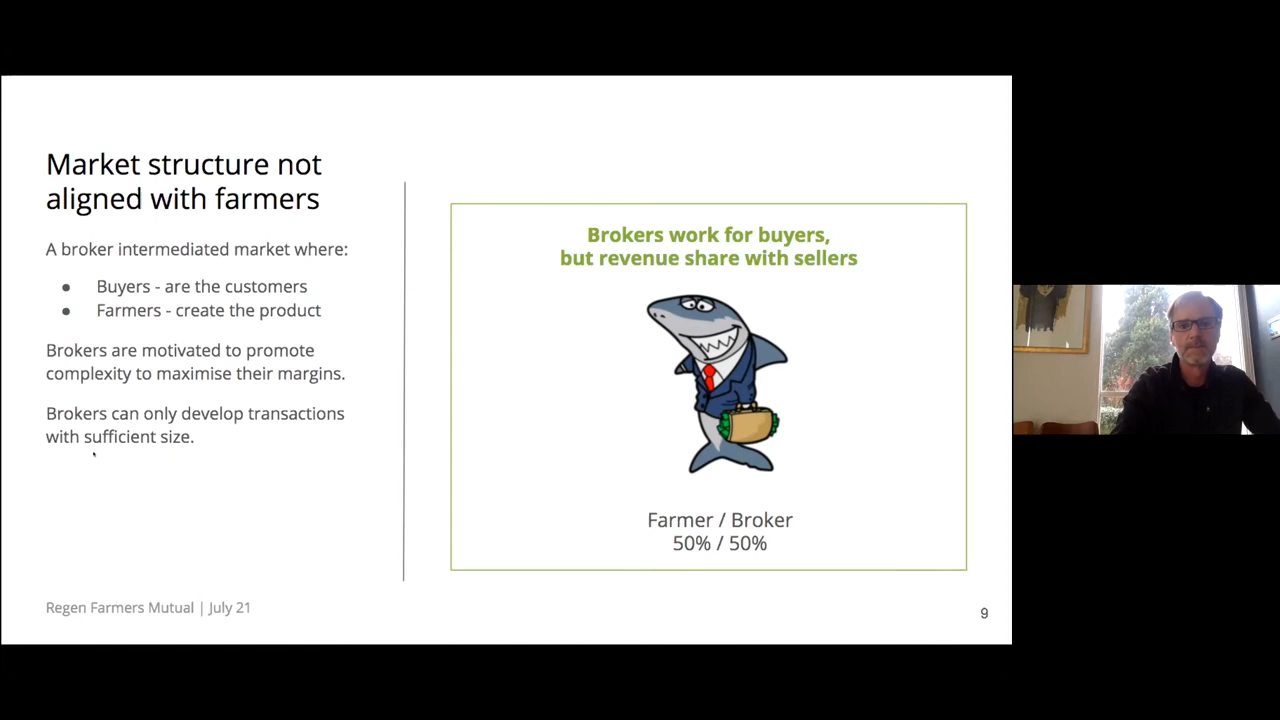 Market structure not
aligned with farmers
A broker intermediated market where:
● Buyers - are the customers
● Farmers - create the product
Brokers are motivated to promote
complexity to maximise their margins.
Brokers can only develop transactions
with sufficient size.
Brokers work for buyers,
but revenue share with sellers
Farmer / Broker
50% / 50%
Regen Farmers Mutual | July 21
9